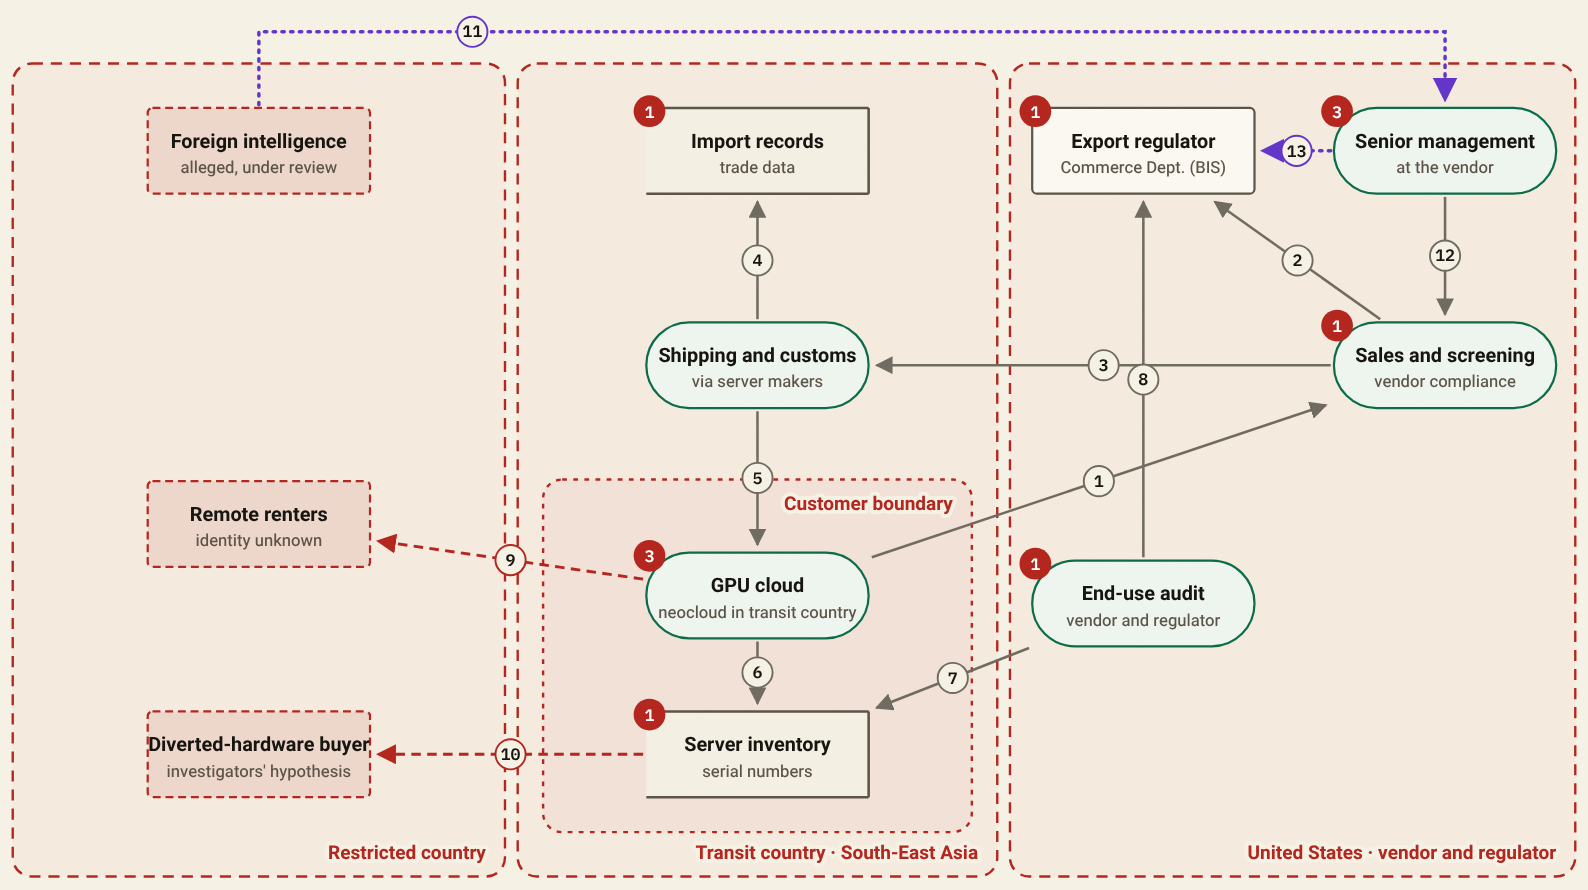 11
Foreign intelligence
alleged, under review
1
Import records
trade data
1
Export regulator
Commerce Dept. (BIS)
13
3
Senior management
at the vendor
4
2
12
Shipping and customs
via server makers
3
8
1
Sales and screening
vendor compliance
5
Customer boundary
1
Remote renters
identity unknown
9
3
GPU cloud
neocloud in transit country
1
End-use audit
vendor and regulator
6
7
Diverted-hardware buyer
investigators' hypothesis
10
1
Server inventory
serial numbers
Restricted country
Transit country · South-East Asia
United States · vendor and regulator